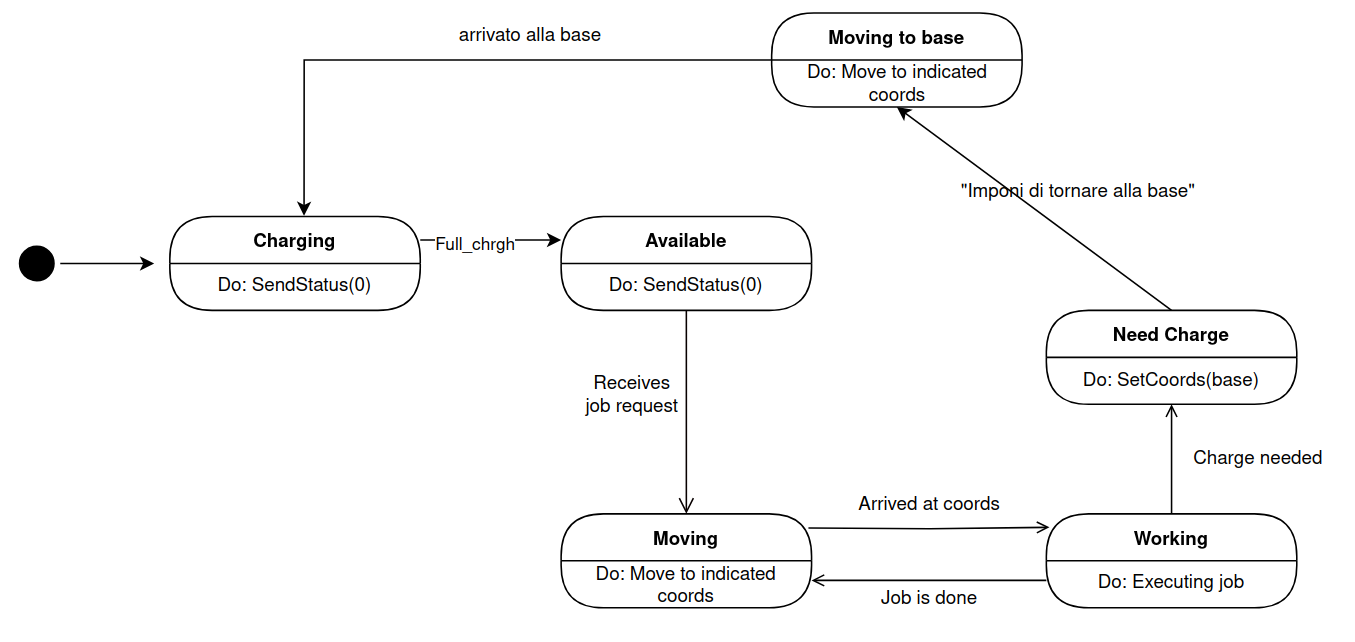 arrivato alla base
Moving to base
Do: Move to indicated
coords
"Imponi di tornare alla base"
Charging
Do: SendStatus(0)
Full_chrgh
Available
Do: SendStatus(0)
Need Charge
Do: SetCoords(base)
Receives
job request
Charge needed
Arrived at coords
Moving
Do: Move to indicated
coords
Working
Do: Executing job
Job is done